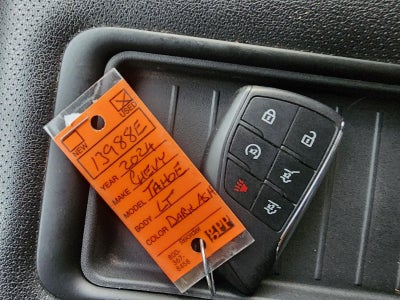 NEW
USED
13988E
YEAR 2024
MAKE CHEVY
MODEL TAHOE
BODY LT
COLOR DARK ASH